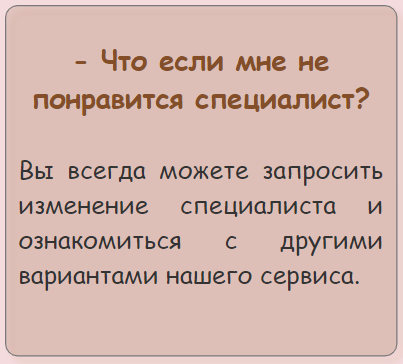 - Что если мне не
понравится специалист?
Вы всегда можете запросить
изменение специалиста и
ознакомиться с другими
вариантами нашего сервиса.